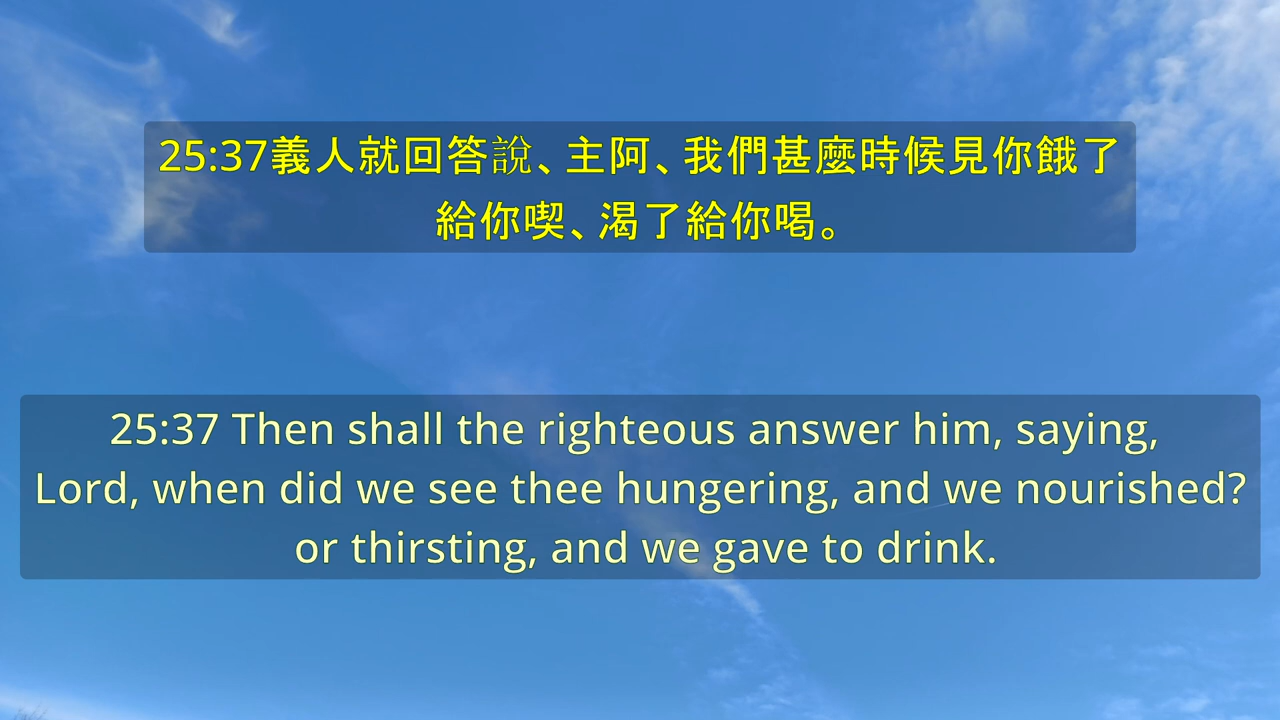 25:37義人就回答說、主阿、我們甚麼時候見你餓了
給你喫、渴了給你喝。
25:37 Then shall the righteous answer him, saying,
Lord, when did we see thee hungering, and we nourished?
or thirsting, and we gave to drink.